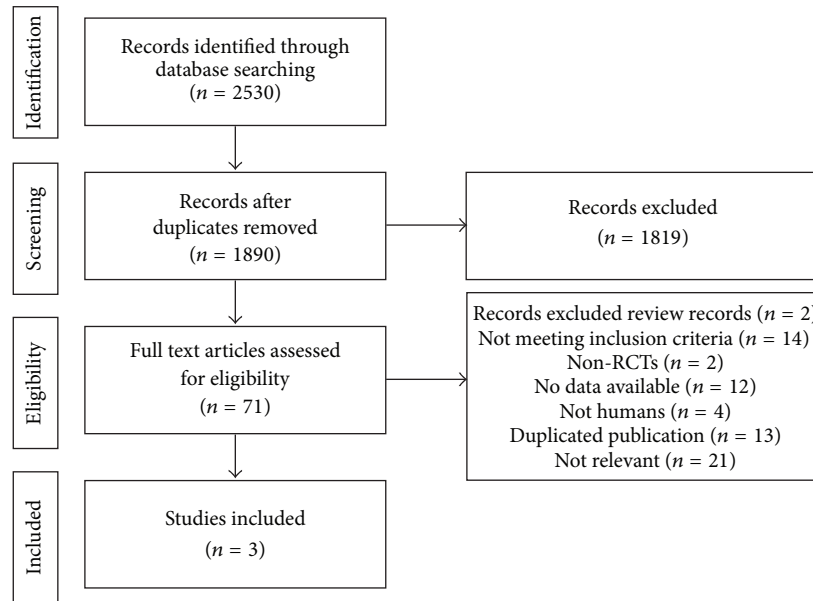 Identification
Records identified through
database searching
(n = 2530)
Screening
Records after
duplicates removed
(n = 1890)
Records excluded
(n = 1819)
Eligibility
Full text articles assessed
for eligibility
(n = 71)
Records excluded review records (n = 2)
Not meeting inclusion criteria (n = 14)
Non-RCTs (n = 2)
No data available (n = 12)
Not humans (n = 4)
Duplicated publication (n = 13)
Not relevant (n = 21)
Included
Studies included
(n = 3)